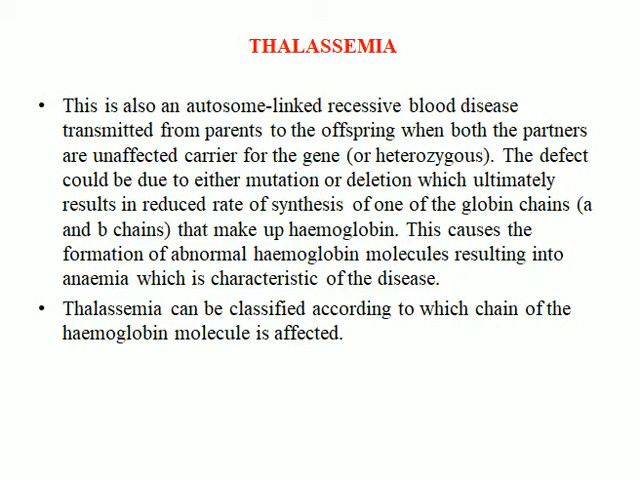 THALASSEMIA
• This is also an autosome-linked recessive blood disease
transmitted from parents to the offspring when both the partners
are unaffected carrier for the gene (or heterozygous). The defect
could be due to either mutation or deletion which ultimately
results in reduced rate of synthesis of one of the globin chains (a
and b chains) that make up haemoglobin. This causes the
formation of abnormal haemoglobin molecules resulting into
anaemia which is characteristic of the disease.
• Thalassemia can be classified according to which chain of the
haemoglobin molecule is affected.